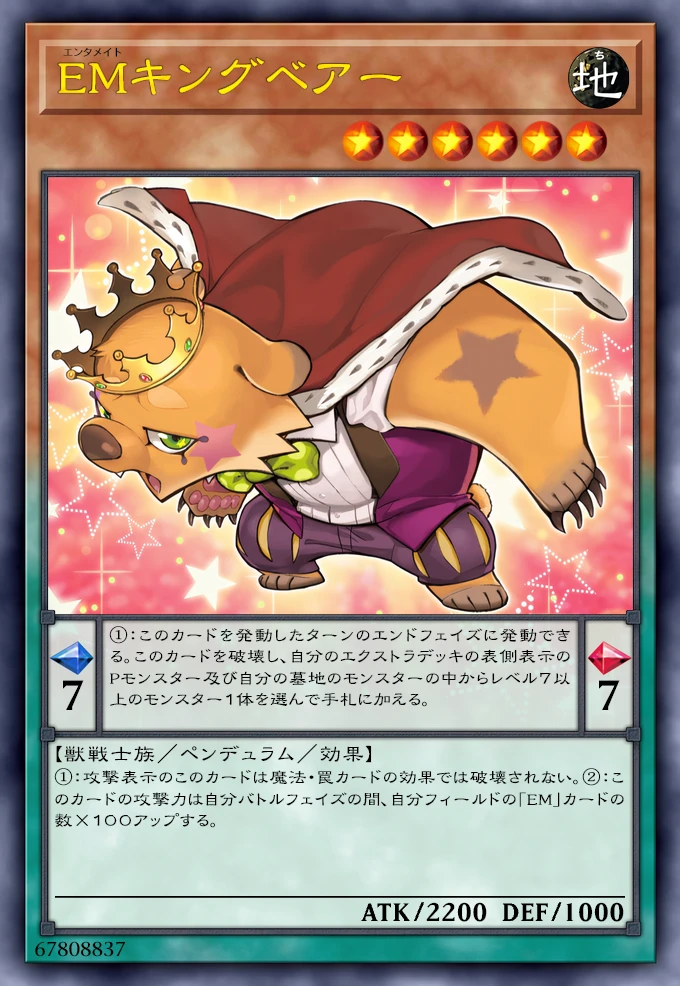 エンタメイト
EMキングベアー
ち
地
①:このカードを発動したターンのエンドフェイズに発動でき
る。このカードを破壊し、自分のエクストラデッキの表側表示の
Pモンスター及び自分の墓地のモンスターの中からレベル7以
上のモンスター1体を選んで手札に加える。
7
7
【獣戦士族/ペンデュラム/効果】
①:攻撃表示のこのカードは魔法・罠カードの効果では破壊されない。②:こ
のカードの攻撃力は自分バトルフェイズの間、自分フィールドの「EM」カードの
数×100アップする。
ATK/2200 DEF/1000
67808837